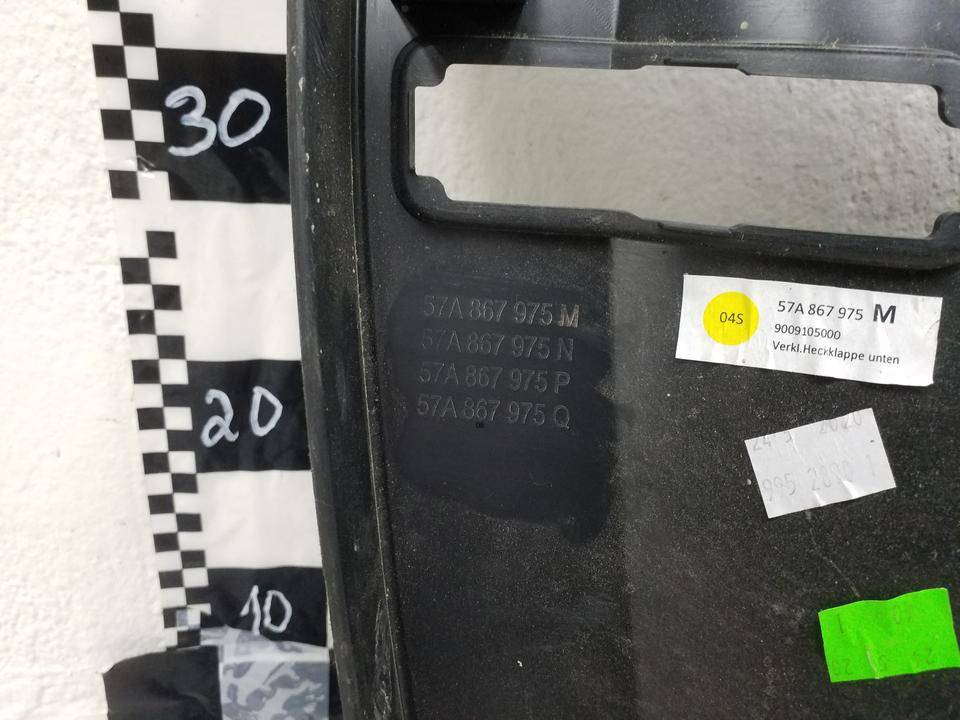 30
20
10
57A 867 975 M
57A 867 975 N
57A 867 975 P
57A 867 975 Q
04S
57A 867 975 M
9009105000
Verkl.Heckklappe unten